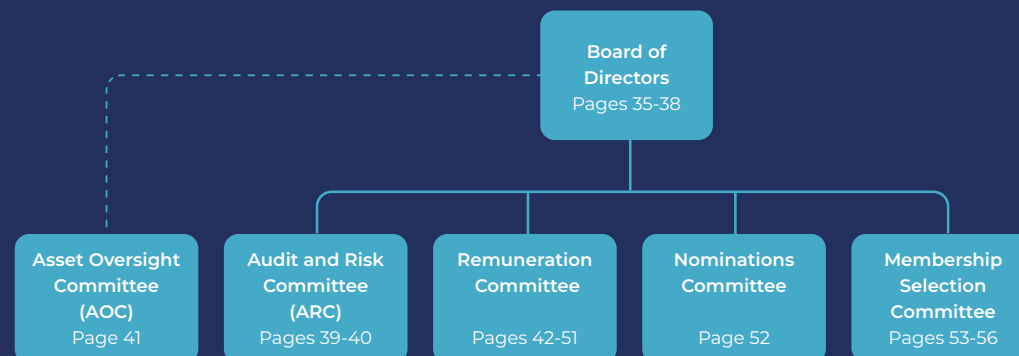 Board of
Directors
Pages 35-38
Asset Oversight
Committee
(AOC)
Page 41
Audit and Risk
Committee
(ARC)
Pages 39-40
Remuneration
Committee
Pages 42-51
Nominations
Committee
Page 52
Membership
Selection
Committee
Pages 53-56